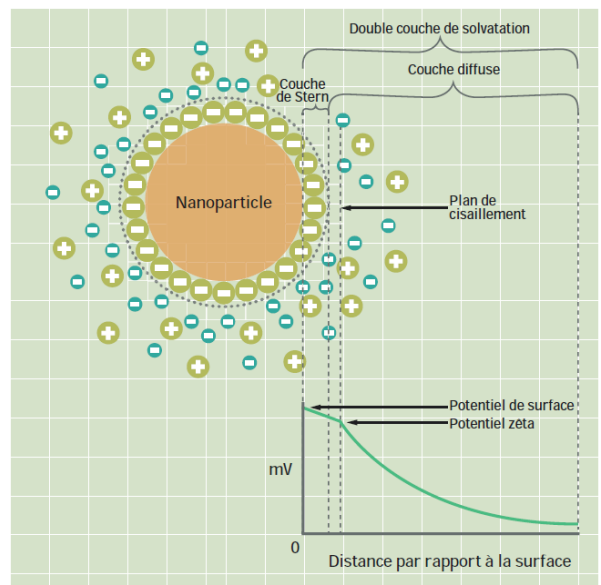 Double couche de solvatation
Couche
de Stern
Couche diffuse
Nanoparticle
Plan de
cisaillement
Potentiel de surface
Potentiel zêta
mV
0
Distance par rapport à la surface